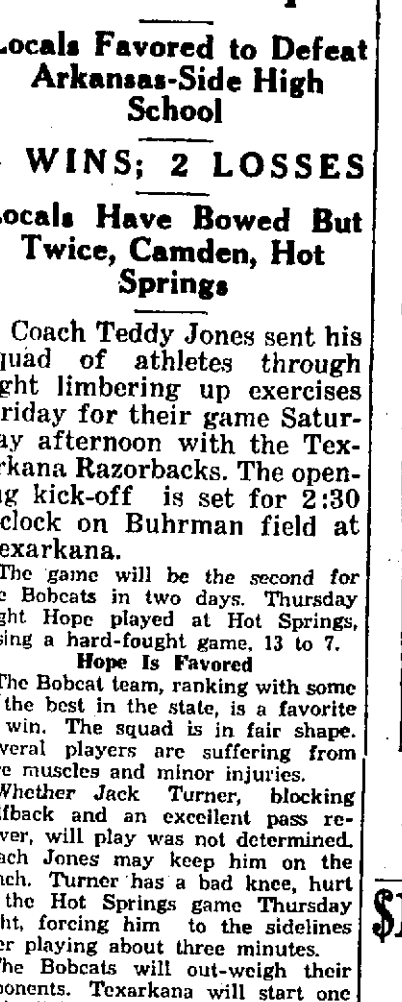 Locals Favored to Defeat
Arkansas-Side High
School
WINS; 2 LOSSES
Locals Have Bowed But
Twice, Camden, Hot
Springs
Coach Teddy Jones sent his
squad of athletes through
light limbering up exercises
Friday for their game Satur-
day afternoon with the Tex-
arkana Razorbacks. The open-
ing kick-off is set for 2:30
o'clock on Buhrman field at
Texarkana.
The game will be the second for
the Bobcats in two days. Thursday
night Hope played at Hot Springs,
losing a hard-fought game, 13 to 7.
Hope Is Favored
The Bobcat team, ranking with some
of the best in the state, is a favorite
to win. The squad is in fair shape.
Several players are suffering from
sore muscles and minor injuries.
Whether Jack Turner, blocking
halfback and an excellent pass re-
ceiver, will play was not determined.
Coach Jones may keep him on the
bench. Turner has a bad knee, hurt
in the Hot Springs game Thursday
night, forcing him to the sidelines
after playing about three minutes.
The Bobcats will out-weigh their
opponents. Texarkana will start one
$